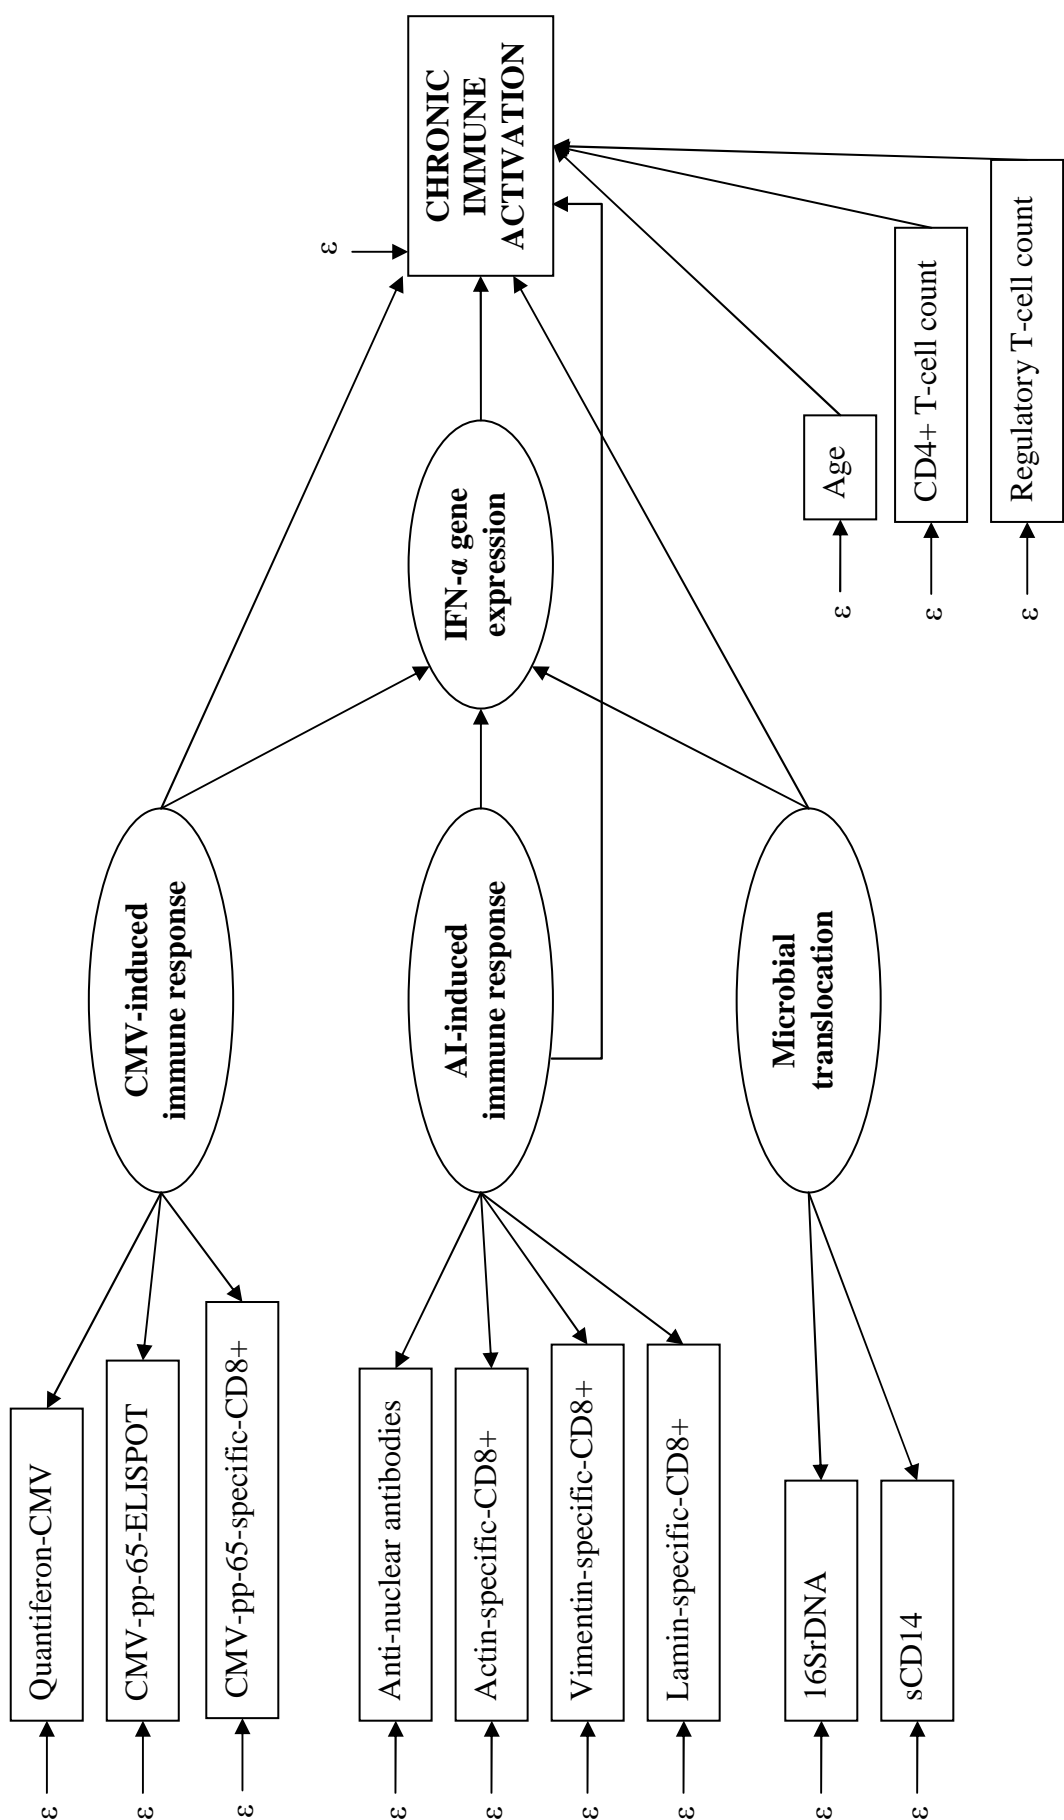 ε
Quantiferon-CMV
ε
CMV-pp-65-ELISPOT
ε
CMV-pp-65-specific-CD8+
ε
Anti-nuclear antibodies
ε
Actin-specific-CD8+
ε
Vimentin-specific-CD8+
ε
Lamin-specific-CD8+
ε
16SrDNA
ε
sCD14
CMV-induced
immune response
AI-induced
immune response
Microbial
translocation
IFN-α gene
expression
ε
CHRONIC
IMMUNE
ACTIVATION
ε
Age
ε
CD4+ T-cell count
ε
Regulatory T-cell count